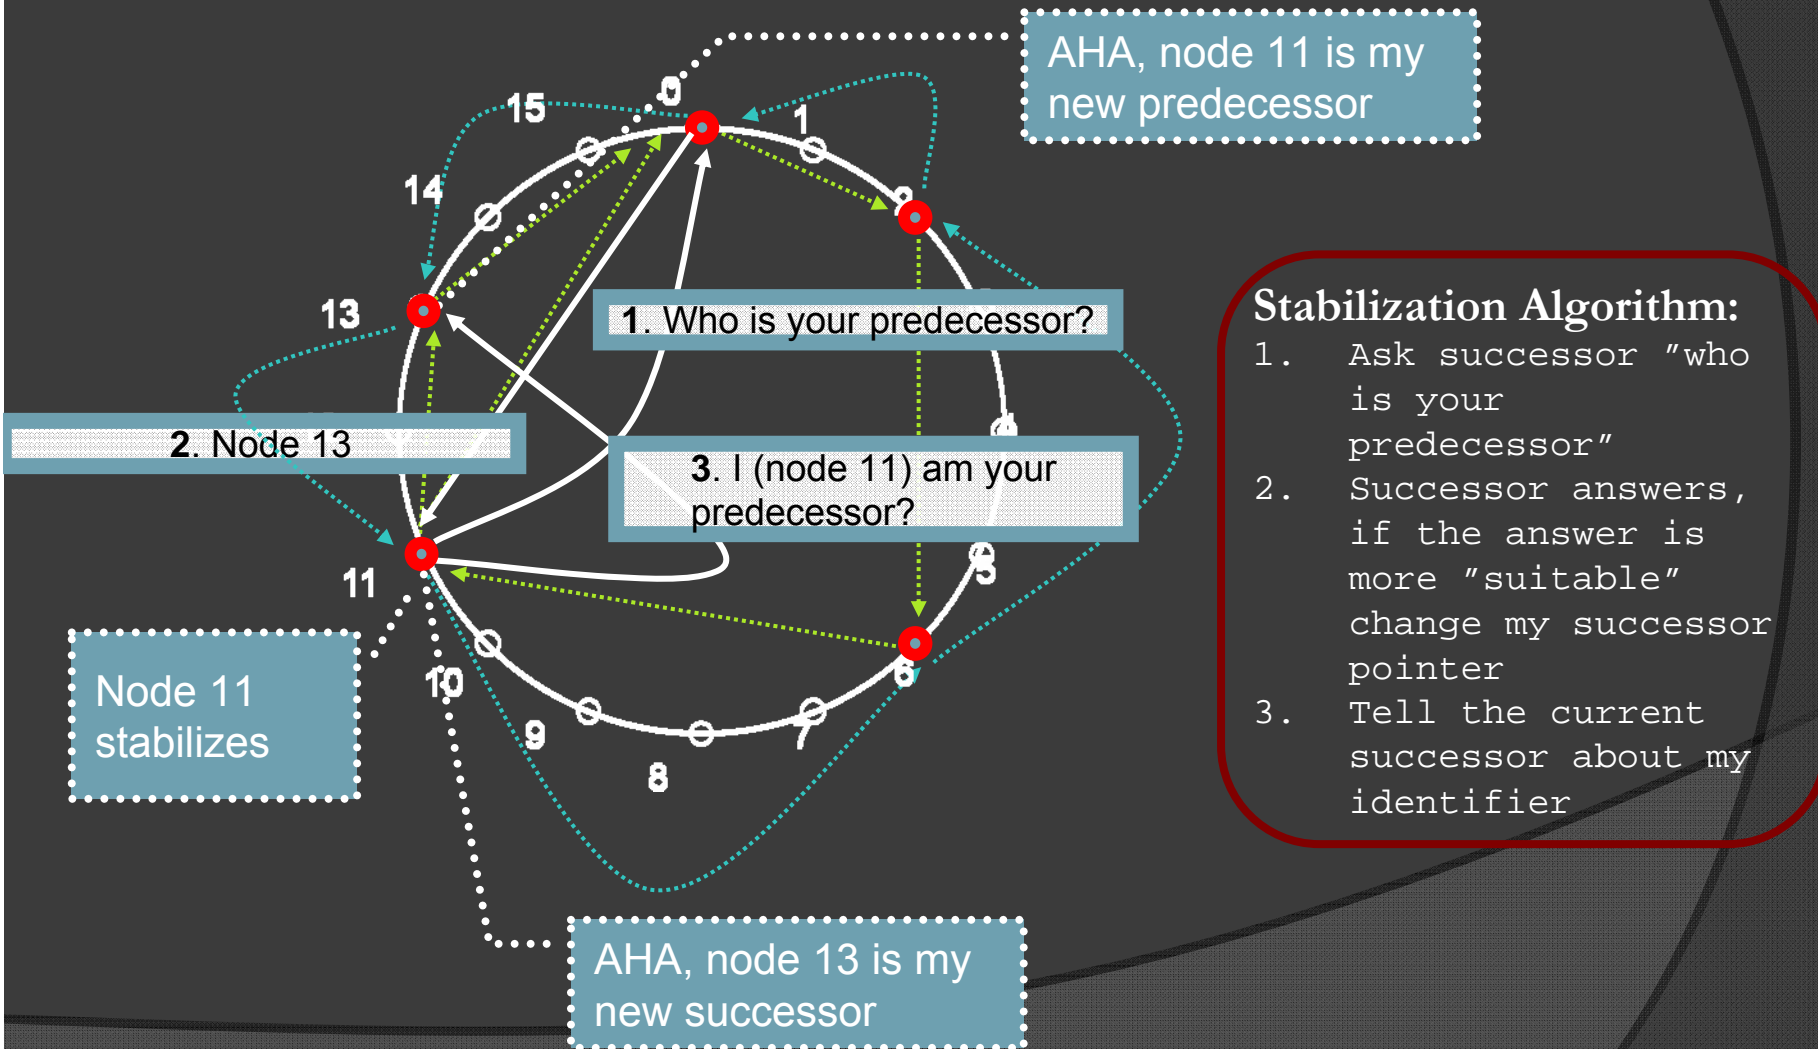 AHA, node 11 is my
new predecessor
0
15
1
14
2
13
1. Who is your predecessor?
Stabilization Algorithm:
1. Ask successor "who
is your
predecessor"
2. Successor answers,
if the answer is
more "suitable"
change my successor
pointer
3. Tell the current
successor about my
identifier
2. Node 13
4
3. I (node 11) am your
predecessor?
5
11
10
6
9
7
8
Node 11
stabilizes
AHA, node 13 is my
new successor